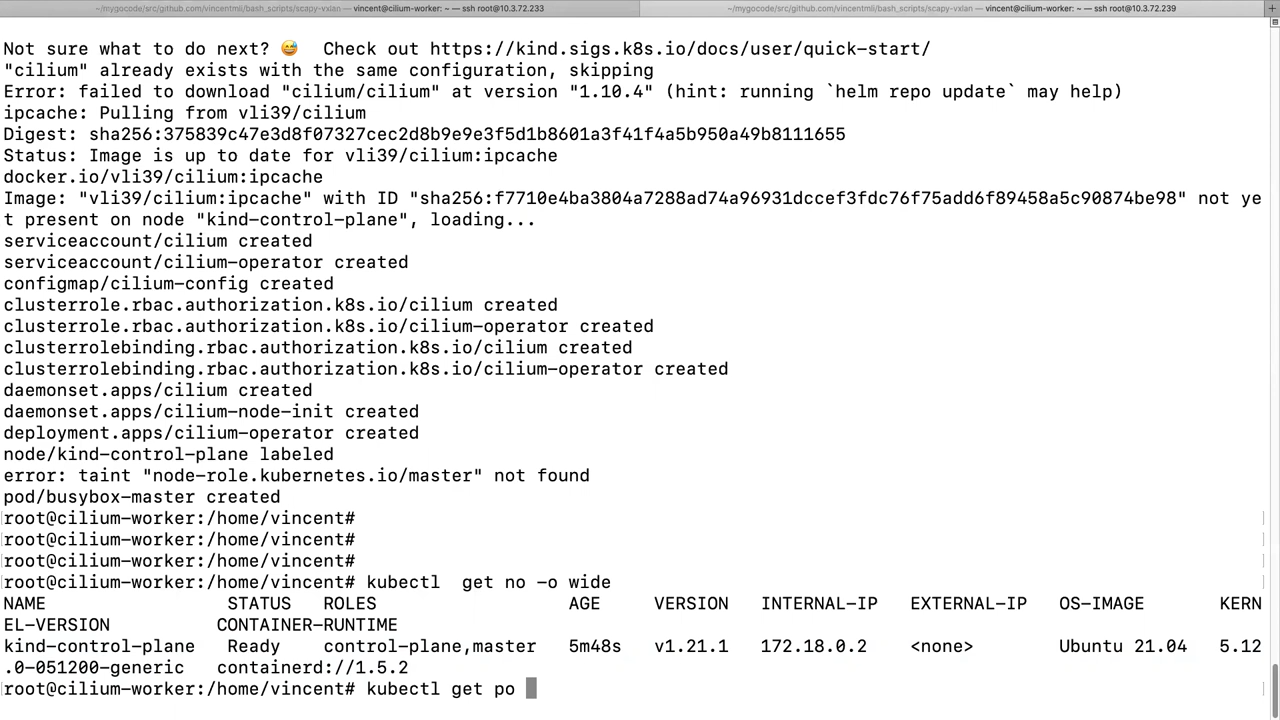 ~/mygocode/src/github.com/vincentmli/bash_scripts/scapy-vxlan — vincent@cilium-worker: ~ — ssh root@10.3.72.233
~/mygocode/src/github.com/vincentmli/bash_scripts/scapy-vxlan — vincent@cilium-worker: ~ — ssh root@10.3.72.239
Not sure what to do next? 😅  Check out https://kind.sigs.k8s.io/docs/user/quick-start/
"cilium" already exists with the same configuration, skipping
Error: failed to download "cilium/cilium" at version "1.10.4" (hint: running `helm repo update` may help)
ipcache: Pulling from vli39/cilium
Digest: sha256:375839c47e3d8f07327cec2d8b9e9e3f5d1b8601a3f41f4a5b950a49b8111655
Status: Image is up to date for vli39/cilium:ipcache
docker.io/vli39/cilium:ipcache
Image: "vli39/cilium:ipcache" with ID "sha256:f7710e4ba3804a7288ad74a96931dccef3fdc76f75add6f89458a5c90874be98" not ye
t present on node "kind-control-plane", loading...
serviceaccount/cilium created
serviceaccount/cilium-operator created
configmap/cilium-config created
clusterrole.rbac.authorization.k8s.io/cilium created
clusterrole.rbac.authorization.k8s.io/cilium-operator created
clusterrolebinding.rbac.authorization.k8s.io/cilium created
clusterrolebinding.rbac.authorization.k8s.io/cilium-operator created
daemonset.apps/cilium created
daemonset.apps/cilium-node-init created
deployment.apps/cilium-operator created
node/kind-control-plane labeled
error: taint "node-role.kubernetes.io/master" not found
pod/busybox-master created
root@cilium-worker:/home/vincent#
root@cilium-worker:/home/vincent#
root@cilium-worker:/home/vincent#
root@cilium-worker:/home/vincent# kubectl  get no -o wide
NAME                 STATUS   ROLES                  AGE     VERSION   INTERNAL-IP   EXTERNAL-IP   OS-IMAGE       KERN
EL-VERSION          CONTAINER-RUNTIME
kind-control-plane   Ready    control-plane,master   5m48s   v1.21.1   172.18.0.2    <none>        Ubuntu 21.04   5.12
.0-051200-generic   containerd://1.5.2
root@cilium-worker:/home/vincent# kubectl get po